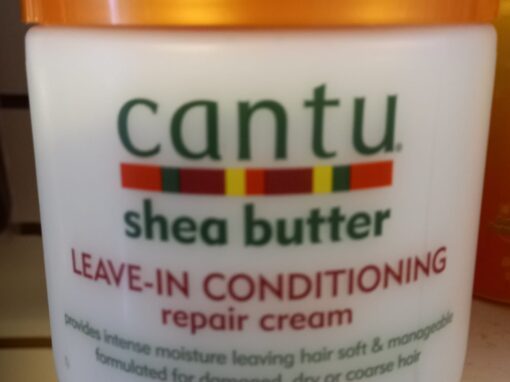 cantu
shea butter
LEAVE-IN CONDITIONING
repair cream
provides intense moisture leaving hair soft & manageable
formulated for damaged, dry or coarse hair